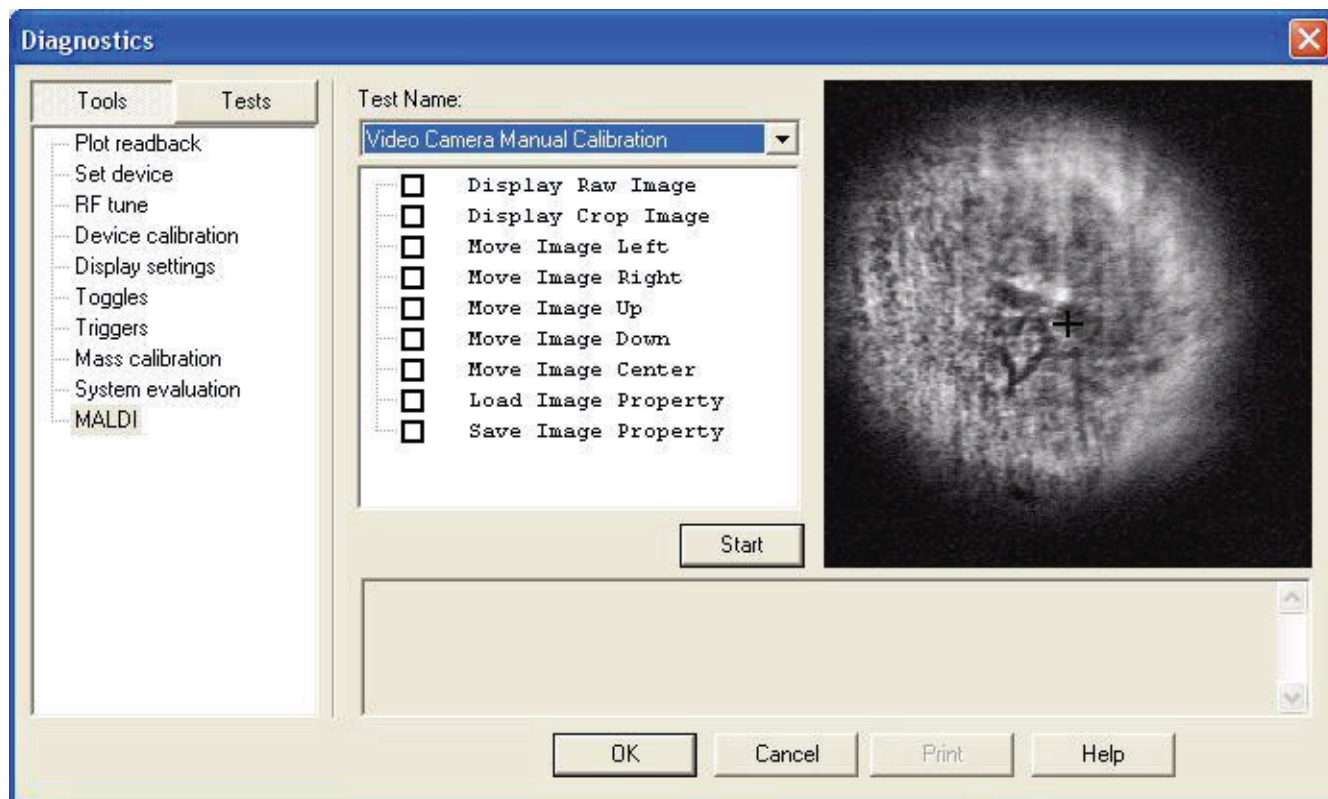 Diagnostics
Tools
Tests
Plot readback
Set device
RF tune
Device calibration
Display settings
Toggles
Triggers
Mass calibration
System evaluation
MALDI
Test Name:
Video Camera Manual Calibration
Display Raw Image
Display Crop Image
Move Image Left
Move Image Right
Move Image Up
Move Image Down
Move Image Center
Load Image Property
Save Image Property
Start
OK
Cancel
Print
Help